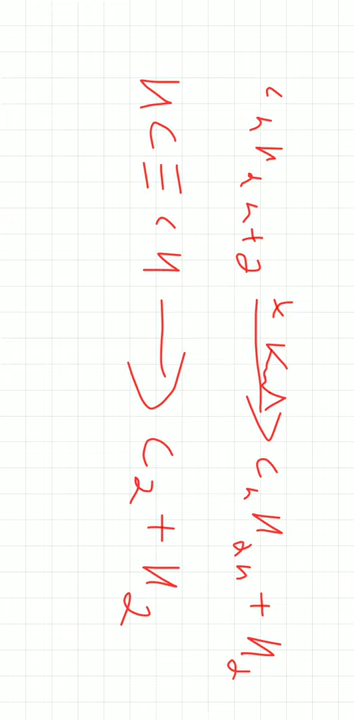 CnH2n+2 x Kat Δ → CnH2n + H2
HC≡CH → C2 + H2